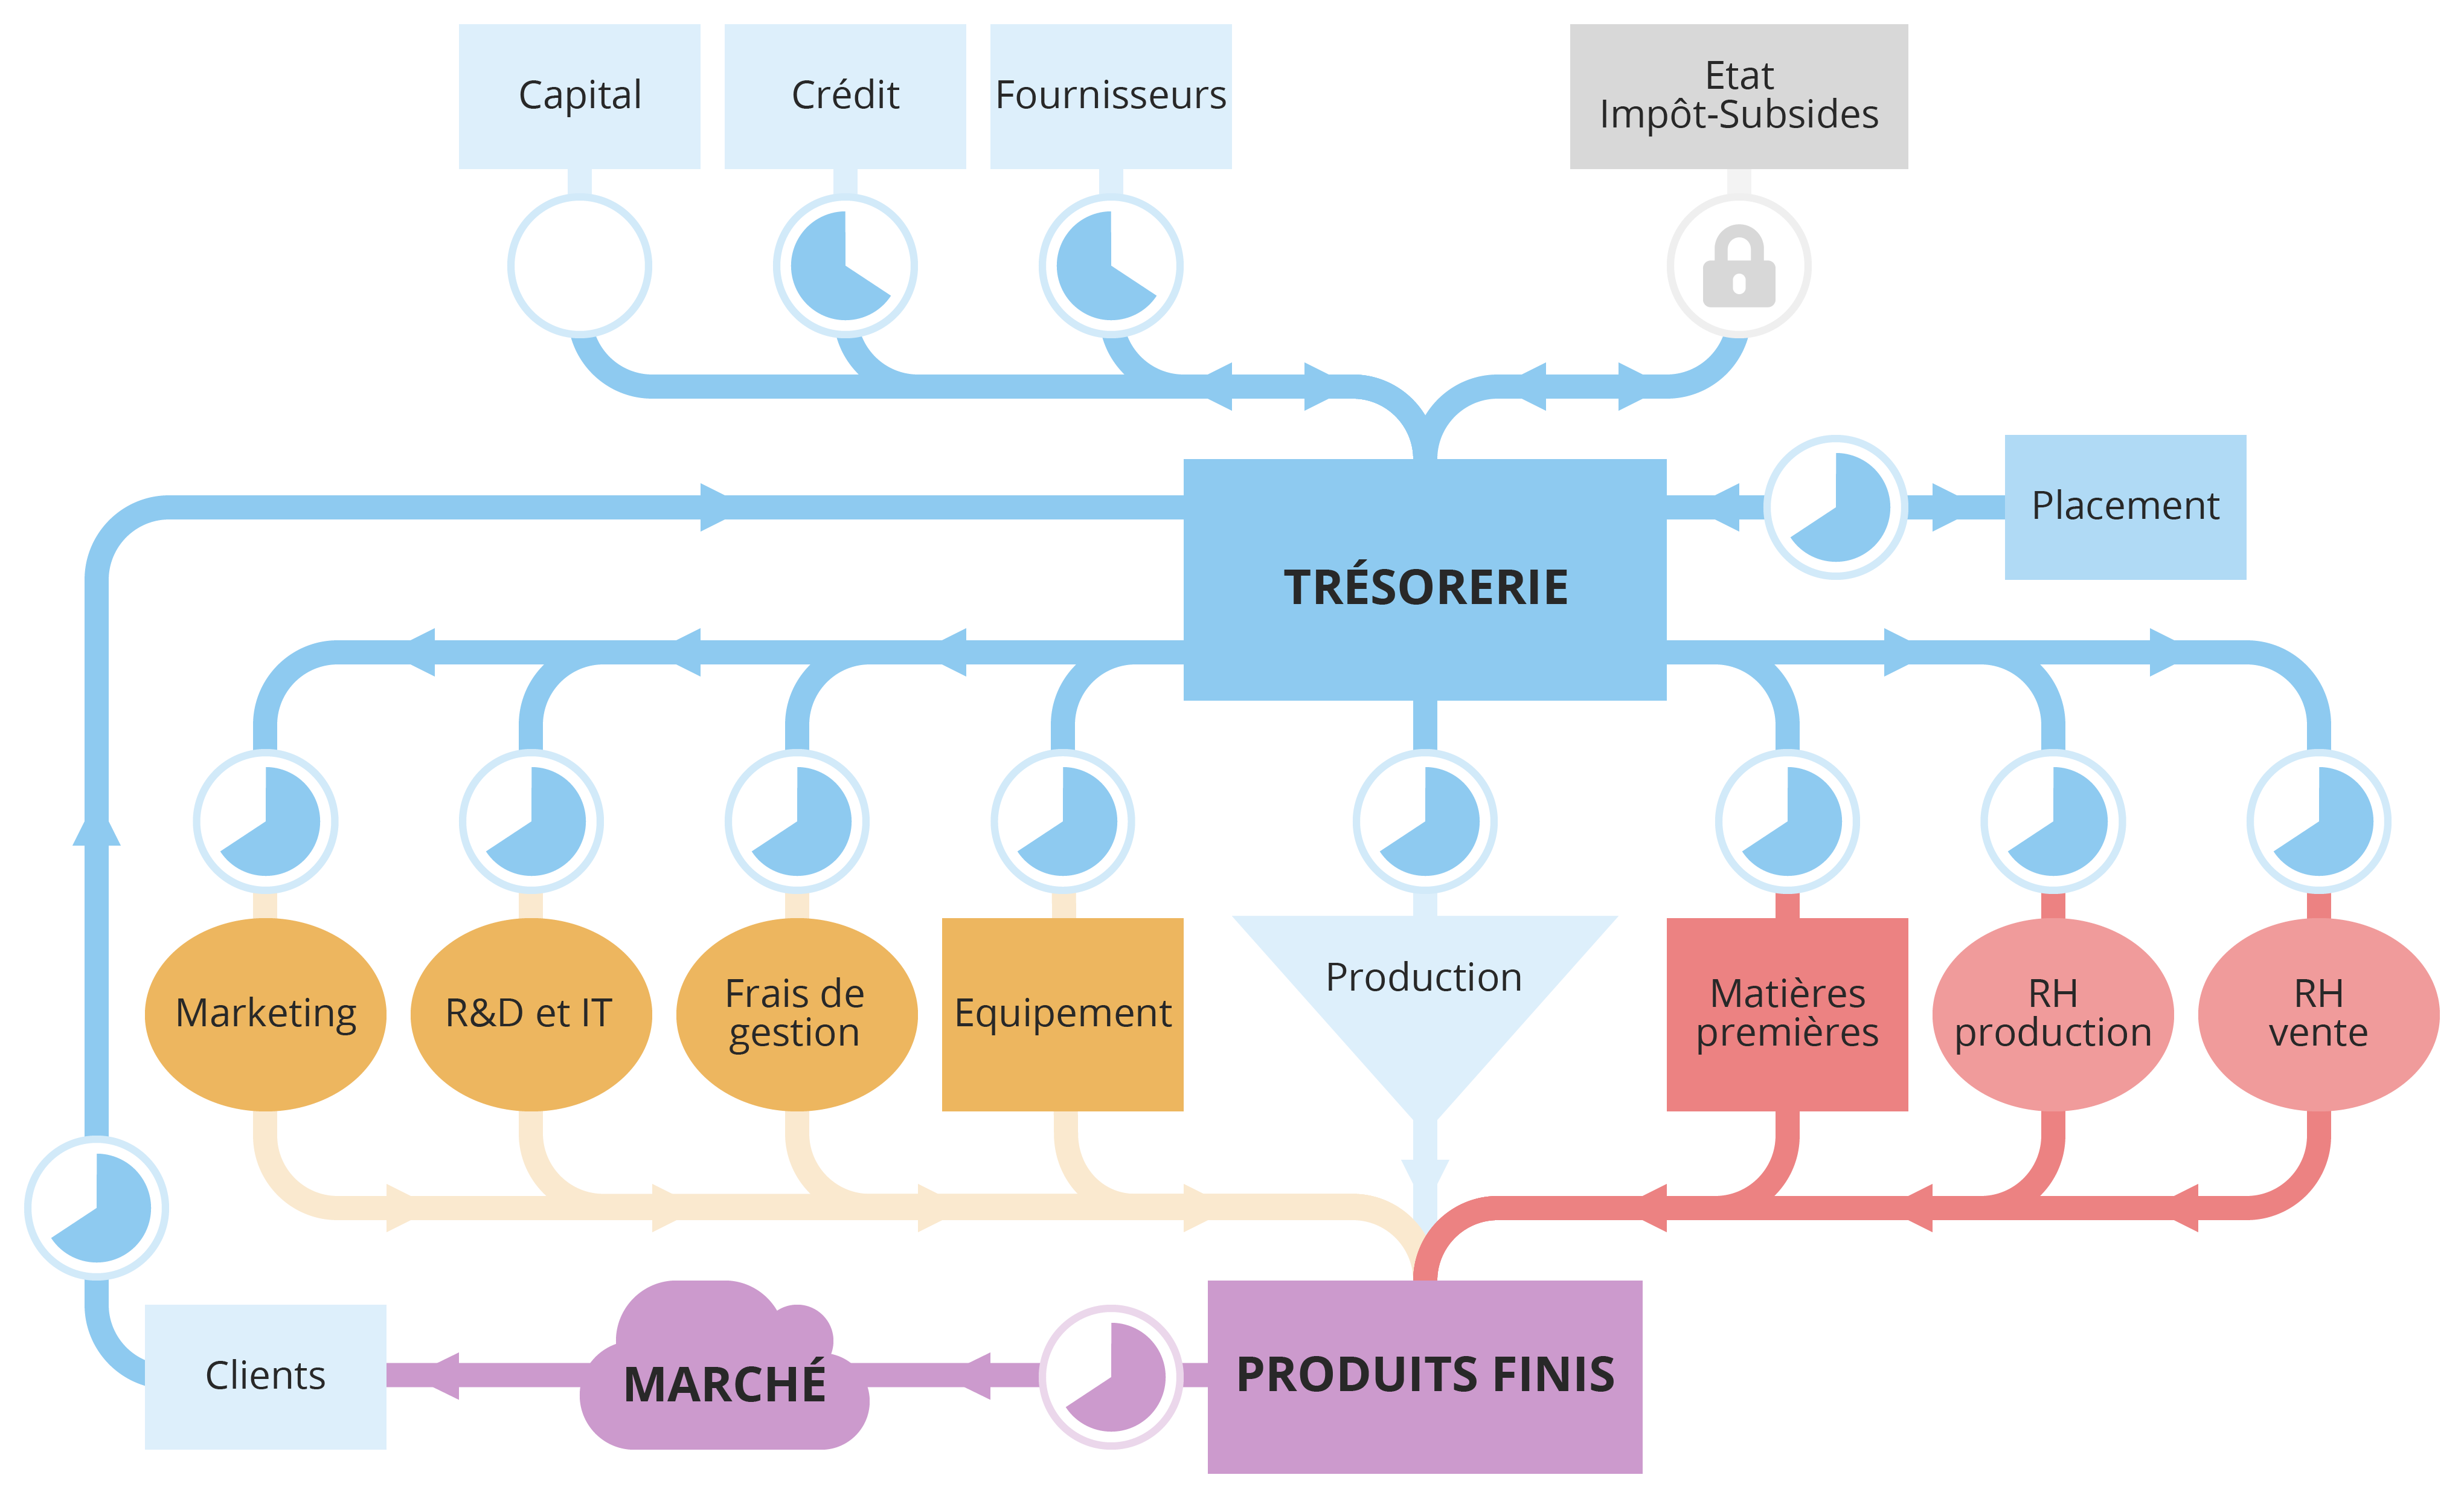 Capital
Crédit
Fournisseurs
Etat
Impôt-Subsides
Placement
TRÉSORERIE
Marketing
R&D et IT
Frais de
gestion
Equipement
Production
Matières
premières
RH
production
RH
vente
Clients
MARCHÉ
PRODUITS FINIS